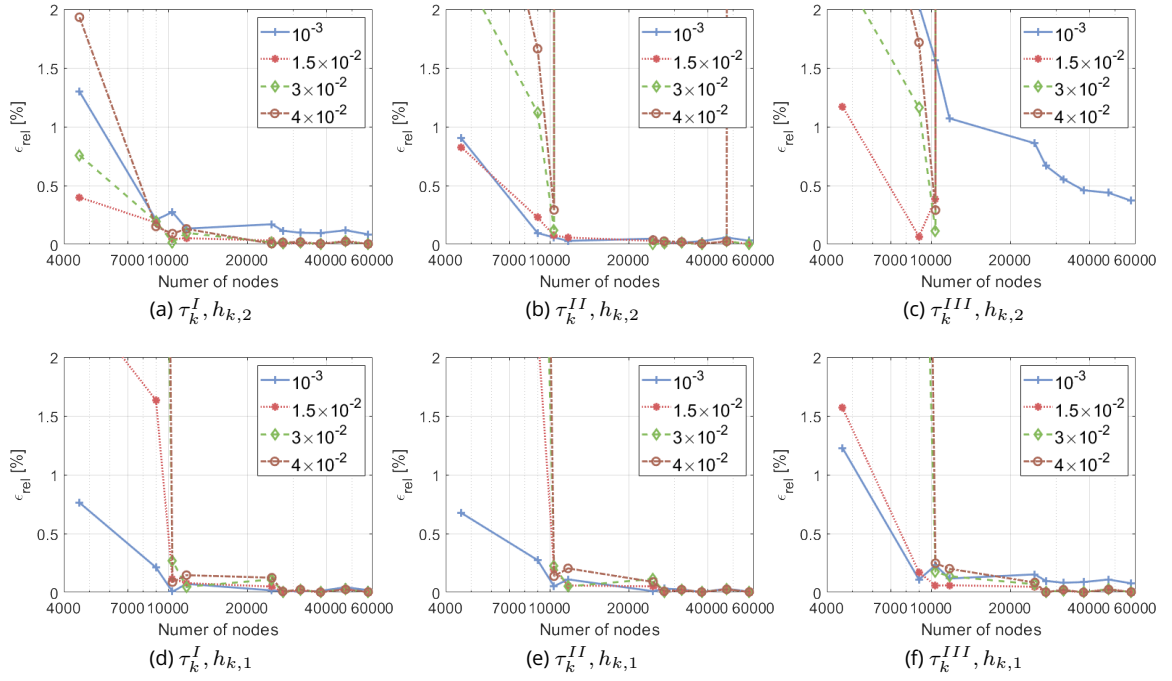 2
1.5
1
0.5
0
ϵ_rel [%]
10^-3
1.5×10^-2
3×10^-2
4×10^-2
4000 7000 10000 20000 40000 60000
Numer of nodes
(a) τ_k^I, h_{k,2}
2
1.5
1
0.5
0
ϵ_rel [%]
10^-3
1.5×10^-2
3×10^-2
4×10^-2
4000 7000 10000 20000 40000 60000
Numer of nodes
(b) τ_k^{II}, h_{k,2}
2
1.5
1
0.5
0
ϵ_rel [%]
10^-3
1.5×10^-2
3×10^-2
4×10^-2
4000 7000 10000 20000 40000 60000
Numer of nodes
(c) τ_k^{III}, h_{k,2}
2
1.5
1
0.5
0
ϵ_rel [%]
10^-3
1.5×10^-2
3×10^-2
4×10^-2
4000 7000 10000 20000 40000 60000
Numer of nodes
(d) τ_k^I, h_{k,1}
2
1.5
1
0.5
0
ϵ_rel [%]
10^-3
1.5×10^-2
3×10^-2
4×10^-2
4000 7000 10000 20000 40000 60000
Numer of nodes
(e) τ_k^{II}, h_{k,1}
2
1.5
1
0.5
0
ϵ_rel [%]
10^-3
1.5×10^-2
3×10^-2
4×10^-2
4000 7000 10000 20000 40000 60000
Numer of nodes
(f) τ_k^{III}, h_{k,1}